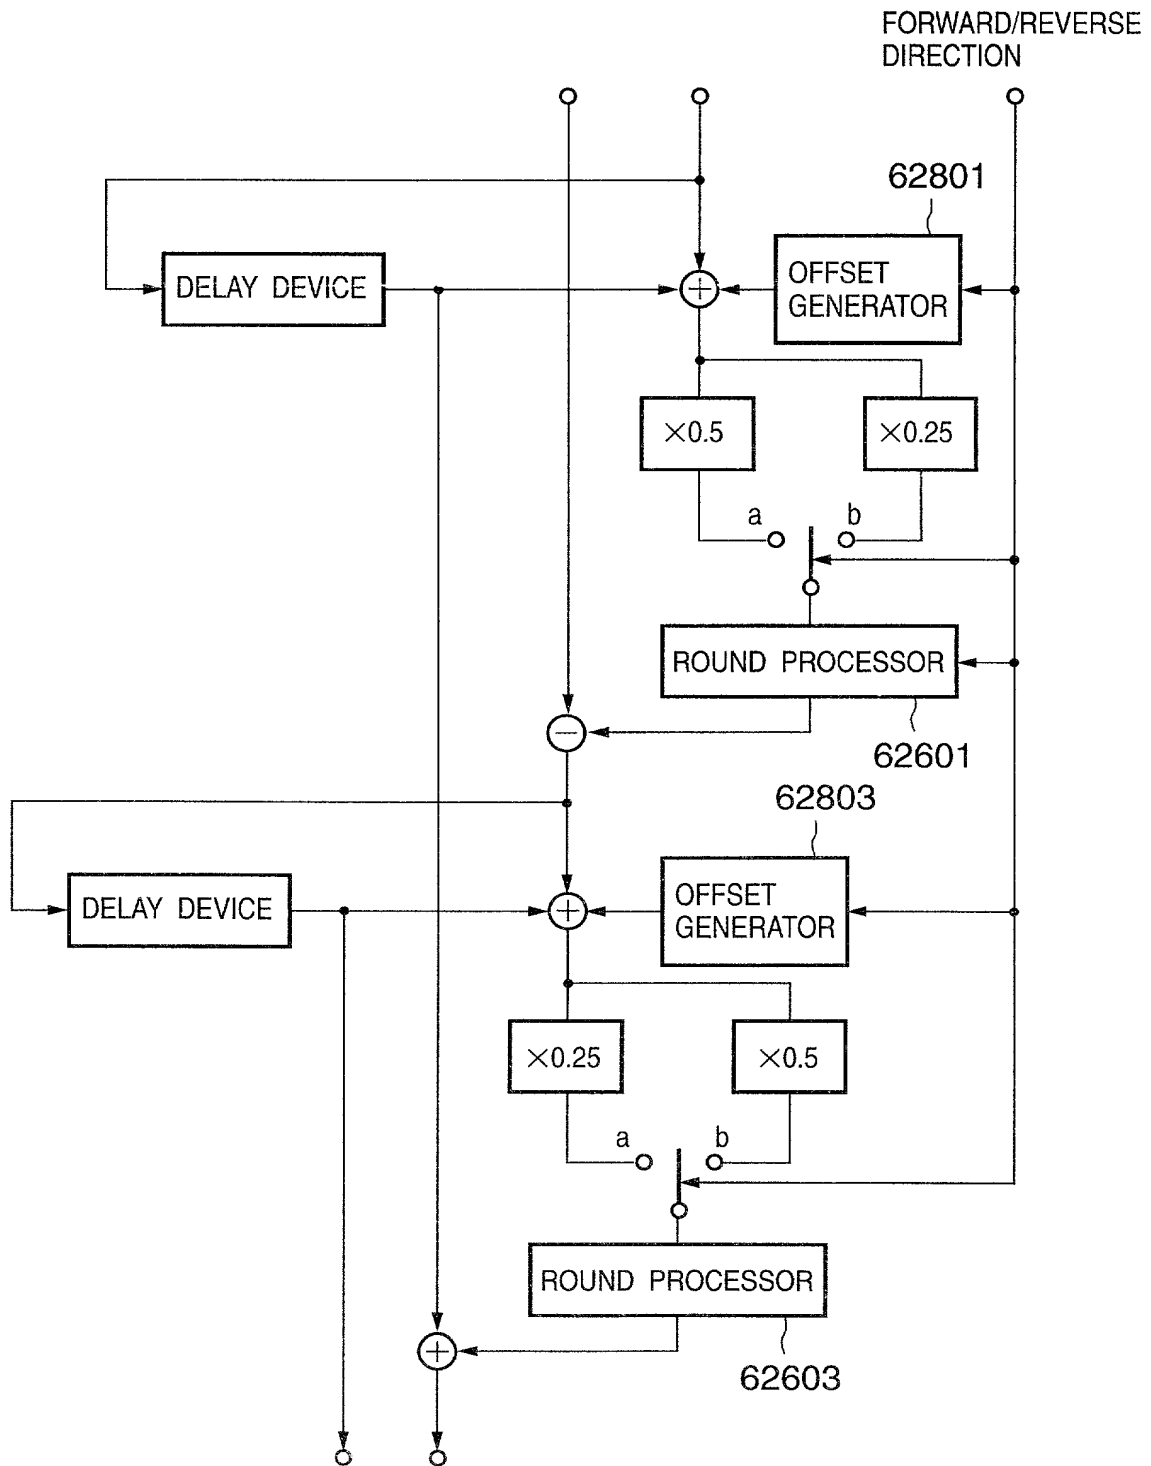 FORWARD/REVERSE
DIRECTION
62801
DELAY DEVICE
OFFSET
GENERATOR
×0.5
×0.25
a
b
ROUND PROCESSOR
62601
62803
DELAY DEVICE
OFFSET
GENERATOR
×0.25
×0.5
a
b
ROUND PROCESSOR
62603